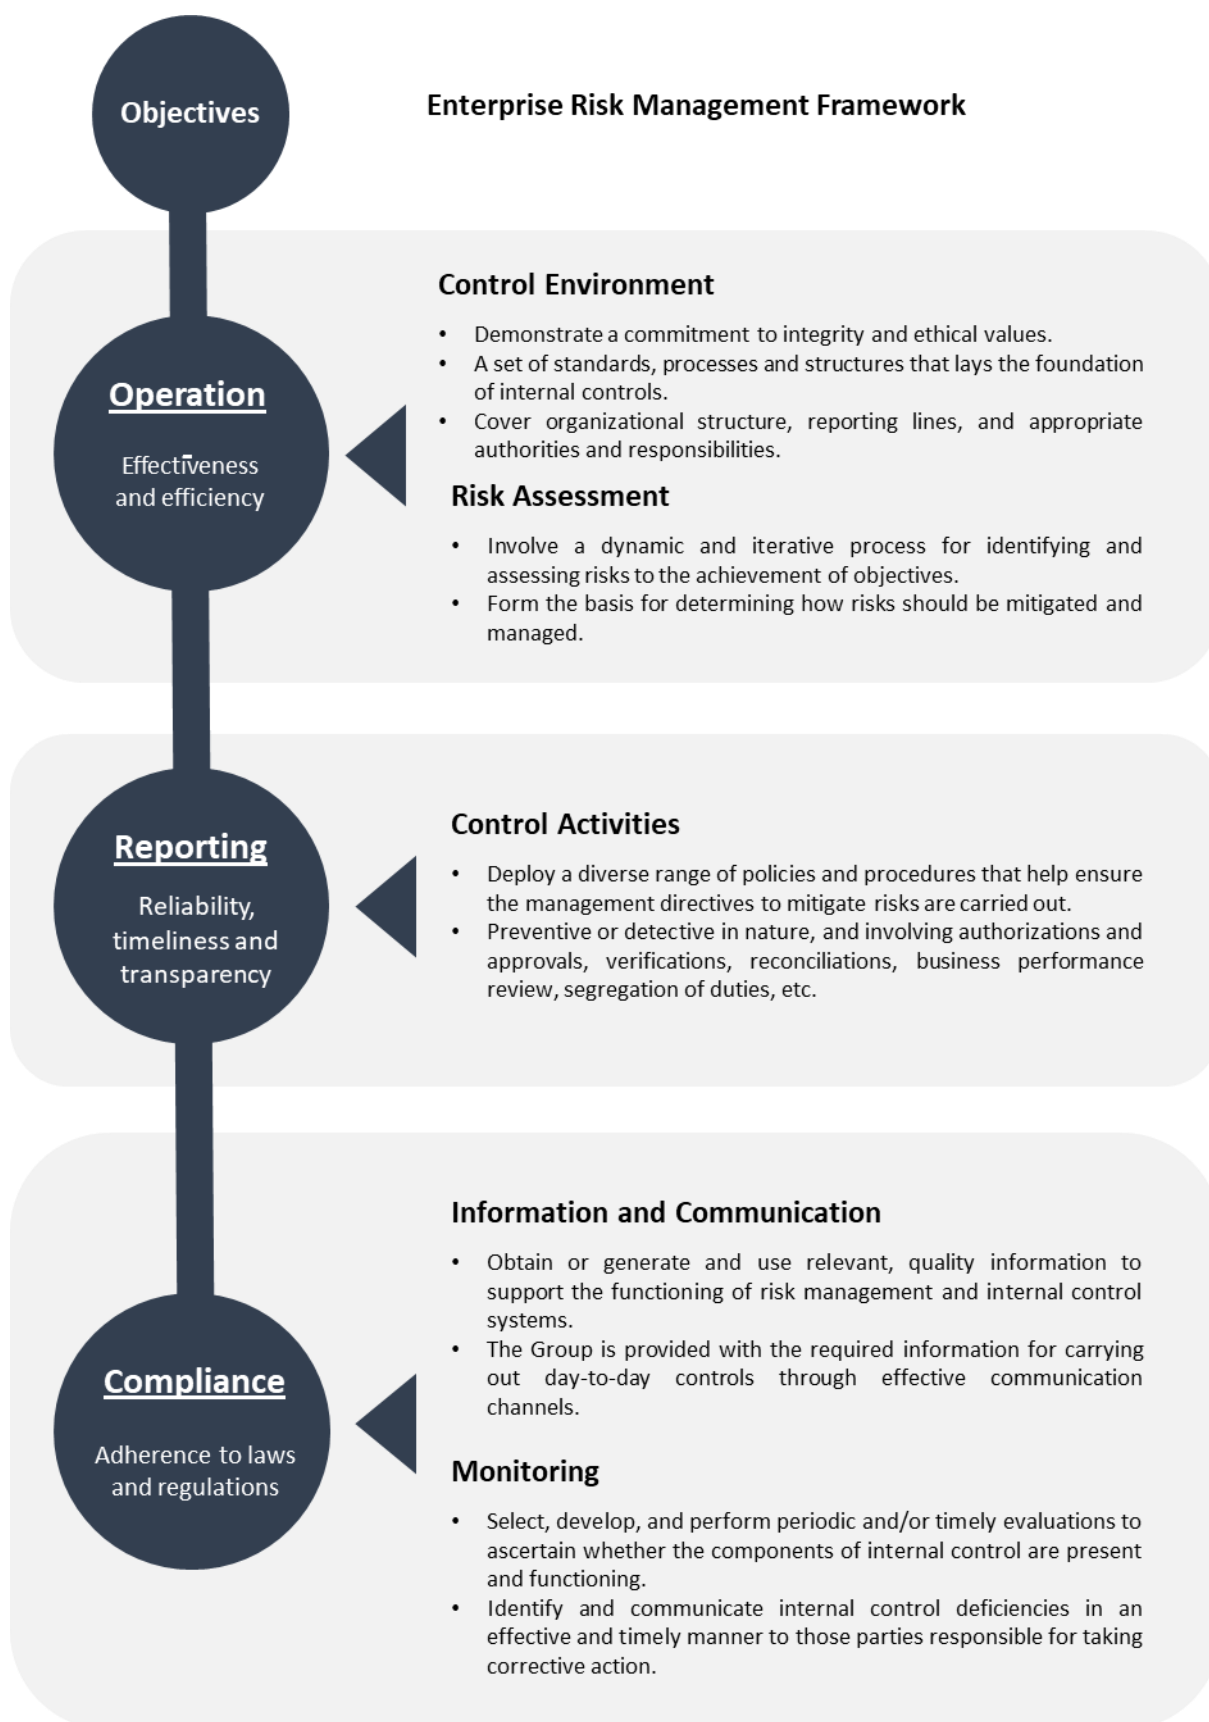 Objectives
Enterprise Risk Management Framework
Operation
Effectiveness
and efficiency
Control Environment
• Demonstrate a commitment to integrity and ethical values.
• A set of standards, processes and structures that lays the foundation
of internal controls.
• Cover organizational structure, reporting lines, and appropriate
authorities and responsibilities.
Risk Assessment
• Involve a dynamic and iterative process for identifying and
assessing risks to the achievement of objectives.
• Form the basis for determining how risks should be mitigated and
managed.
Reporting
Reliability,
timeliness and
transparency
Control Activities
• Deploy a diverse range of policies and procedures that help ensure
the management directives to mitigate risks are carried out.
• Preventive or detective in nature, and involving authorizations and
approvals, verifications, reconciliations, business performance
review, segregation of duties, etc.
Compliance
Adherence to laws
and regulations
Information and Communication
• Obtain or generate and use relevant, quality information to
support the functioning of risk management and internal control
systems.
• The Group is provided with the required information for carrying
out day-to-day controls through effective communication
channels.
Monitoring
• Select, develop, and perform periodic and/or timely evaluations to
ascertain whether the components of internal control are present
and functioning.
• Identify and communicate internal control deficiencies in an
effective and timely manner to those parties responsible for taking
corrective action.